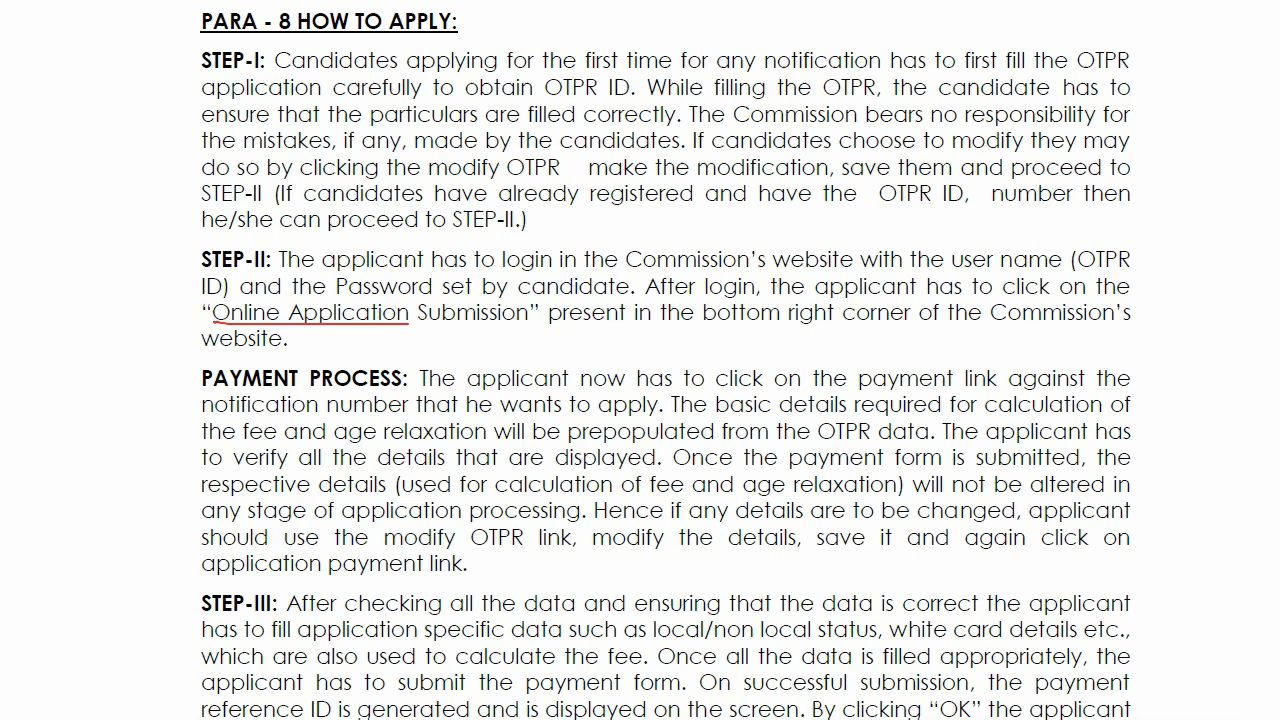 PARA - 8 HOW TO APPLY:
STEP-I: Candidates applying for the first time for any notification has to first fill the OTPR
application carefully to obtain OTPR ID. While filling the OTPR, the candidate has to
ensure that the particulars are filled correctly. The Commission bears no responsibility for
the mistakes, if any, made by the candidates. If candidates choose to modify they may
do so by clicking the modify OTPR make the modification, save them and proceed to
STEP-II (If candidates have already registered and have the OTPR ID, number then
he/she can proceed to STEP-II.)
STEP-II: The applicant has to login in the Commission's website with the user name (OTPR
ID) and the Password set by candidate. After login, the applicant has to click on the
“Online Application Submission” present in the bottom right corner of the Commission's
website.
PAYMENT PROCESS: The applicant now has to click on the payment link against the
notification number that he wants to apply. The basic details required for calculation of
the fee and age relaxation will be prepopulated from the OTPR data. The applicant has
to verify all the details that are displayed. Once the payment form is submitted, the
respective details (used for calculation of fee and age relaxation) will not be altered in
any stage of application processing. Hence if any details are to be changed, applicant
should use the modify OTPR link, modify the details, save it and again click on
application payment link.
STEP-III: After checking all the data and ensuring that the data is correct the applicant
has to fill application specific data such as local/non local status, white card details etc.,
which are also used to calculate the fee. Once all the data is filled appropriately, the
applicant has to submit the payment form. On successful submission, the payment
reference ID is generated and is displayed on the screen. By clicking “OK” the applicant